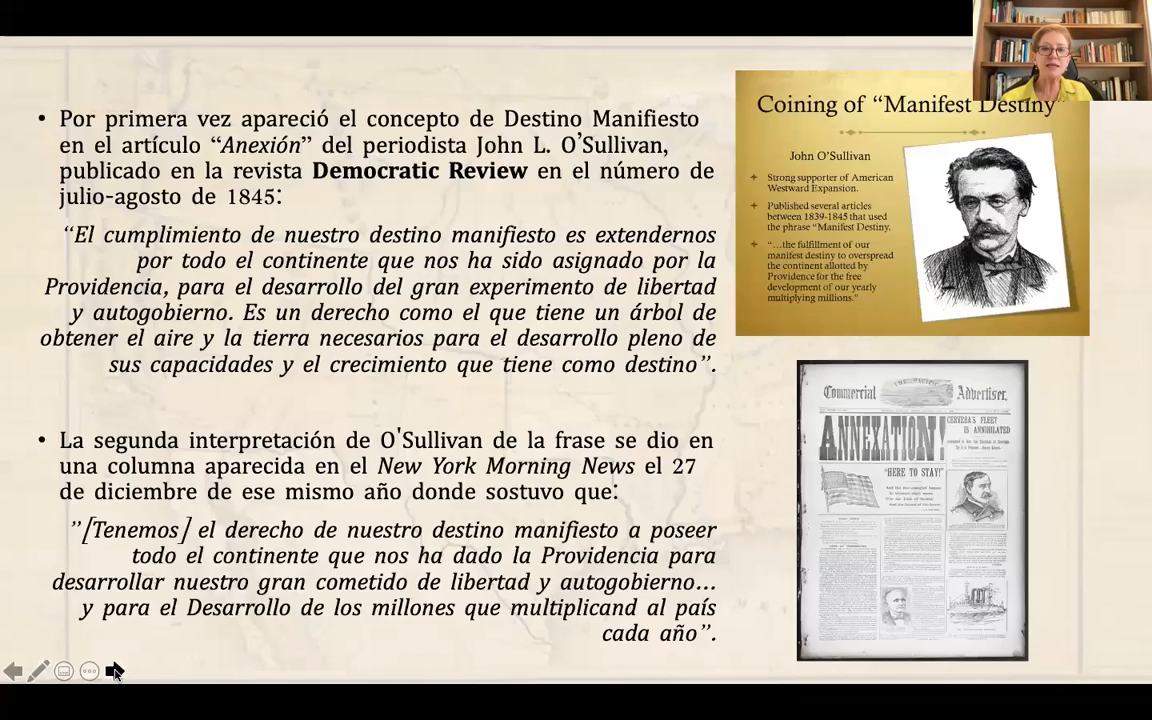 • Por primera vez apareció el concepto de Destino Manifiesto
en el artículo “Anexión” del periodista John L. O’Sullivan,
publicado en la revista Democratic Review en el número de
julio-agosto de 1845:
“El cumplimiento de nuestro destino manifiesto es extendernos
por todo el continente que nos ha sido asignado por la
Providencia, para el desarrollo del gran experimento de libertad
y autogobierno. Es un derecho como el que tiene un árbol de
obtener el aire y la tierra necesarios para el desarrollo pleno de
sus capacidades y el crecimiento que tiene como destino”.
• La segunda interpretación de O'Sullivan de la frase se dio en
una columna aparecida en el New York Morning News el 27
de diciembre de ese mismo año donde sostuvo que:
”[Tenemos] el derecho de nuestro destino manifiesto a poseer
todo el continente que nos ha dado la Providencia para
desarrollar nuestro gran cometido de libertad y autogobierno…
y para el Desarrollo de los millones que multiplicand al país
cada año”.
Coining of “Manifest Destiny”
John O’Sullivan
Strong supporter of American
Westward Expansion.
Published several articles
between 1839-1845 that used
the phrase “Manifest Destiny.
“…the fulfillment of our
manifest destiny to overspread
the continent allotted by
Providence for the free
development of our yearly
multiplying millions.”
Commercial Advertiser.
THE PACIFIC
ANNEXATION!
CERVERA'S FLEET
IS ANNIHILATED
"HERE TO STAY!"